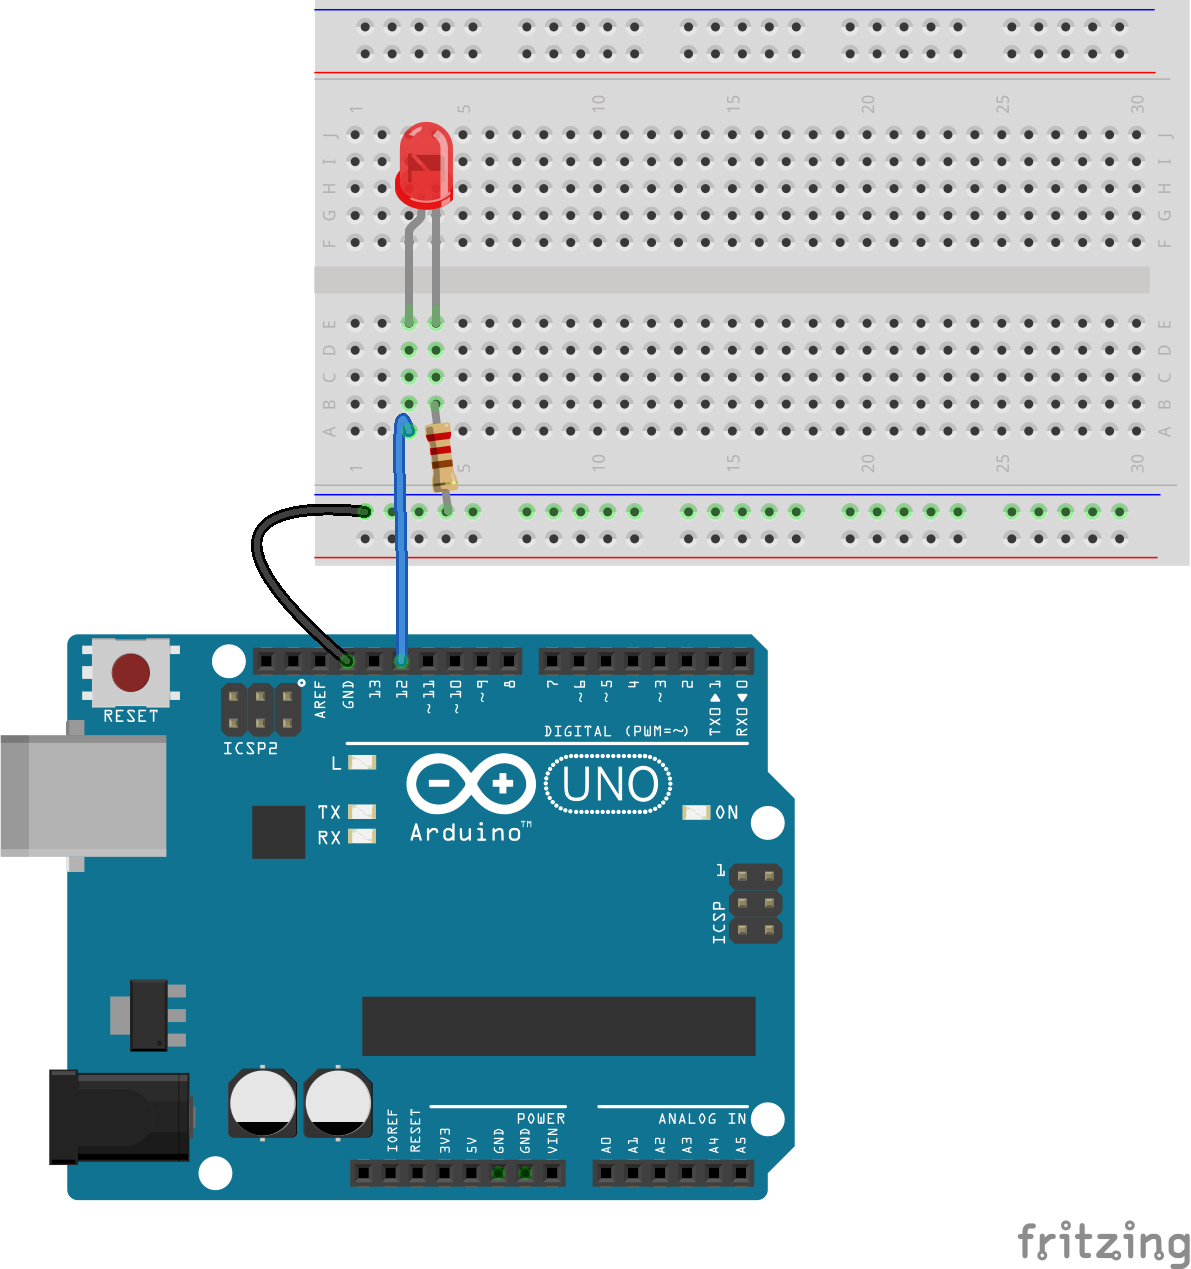 1 5 10 15 20 25 30
J J
I I
H H
G G
F F
E E
D D
C C
B B
A A
1 5 10 15 20 25 30
RESET
ICSP2
AREF GND 13 12 ~11 ~10 ~9 8 7 ~6 ~5 4 ~3 2 TX0▶1 RX0◀0
DIGITAL (PWM=~)
L
TX
RX
UNO
Arduino™
ON
1
ICSP
IOREF RESET 3V3 5V GND GND VIN A0 A1 A2 A3 A4 A5
POWER ANALOG IN
fritzing